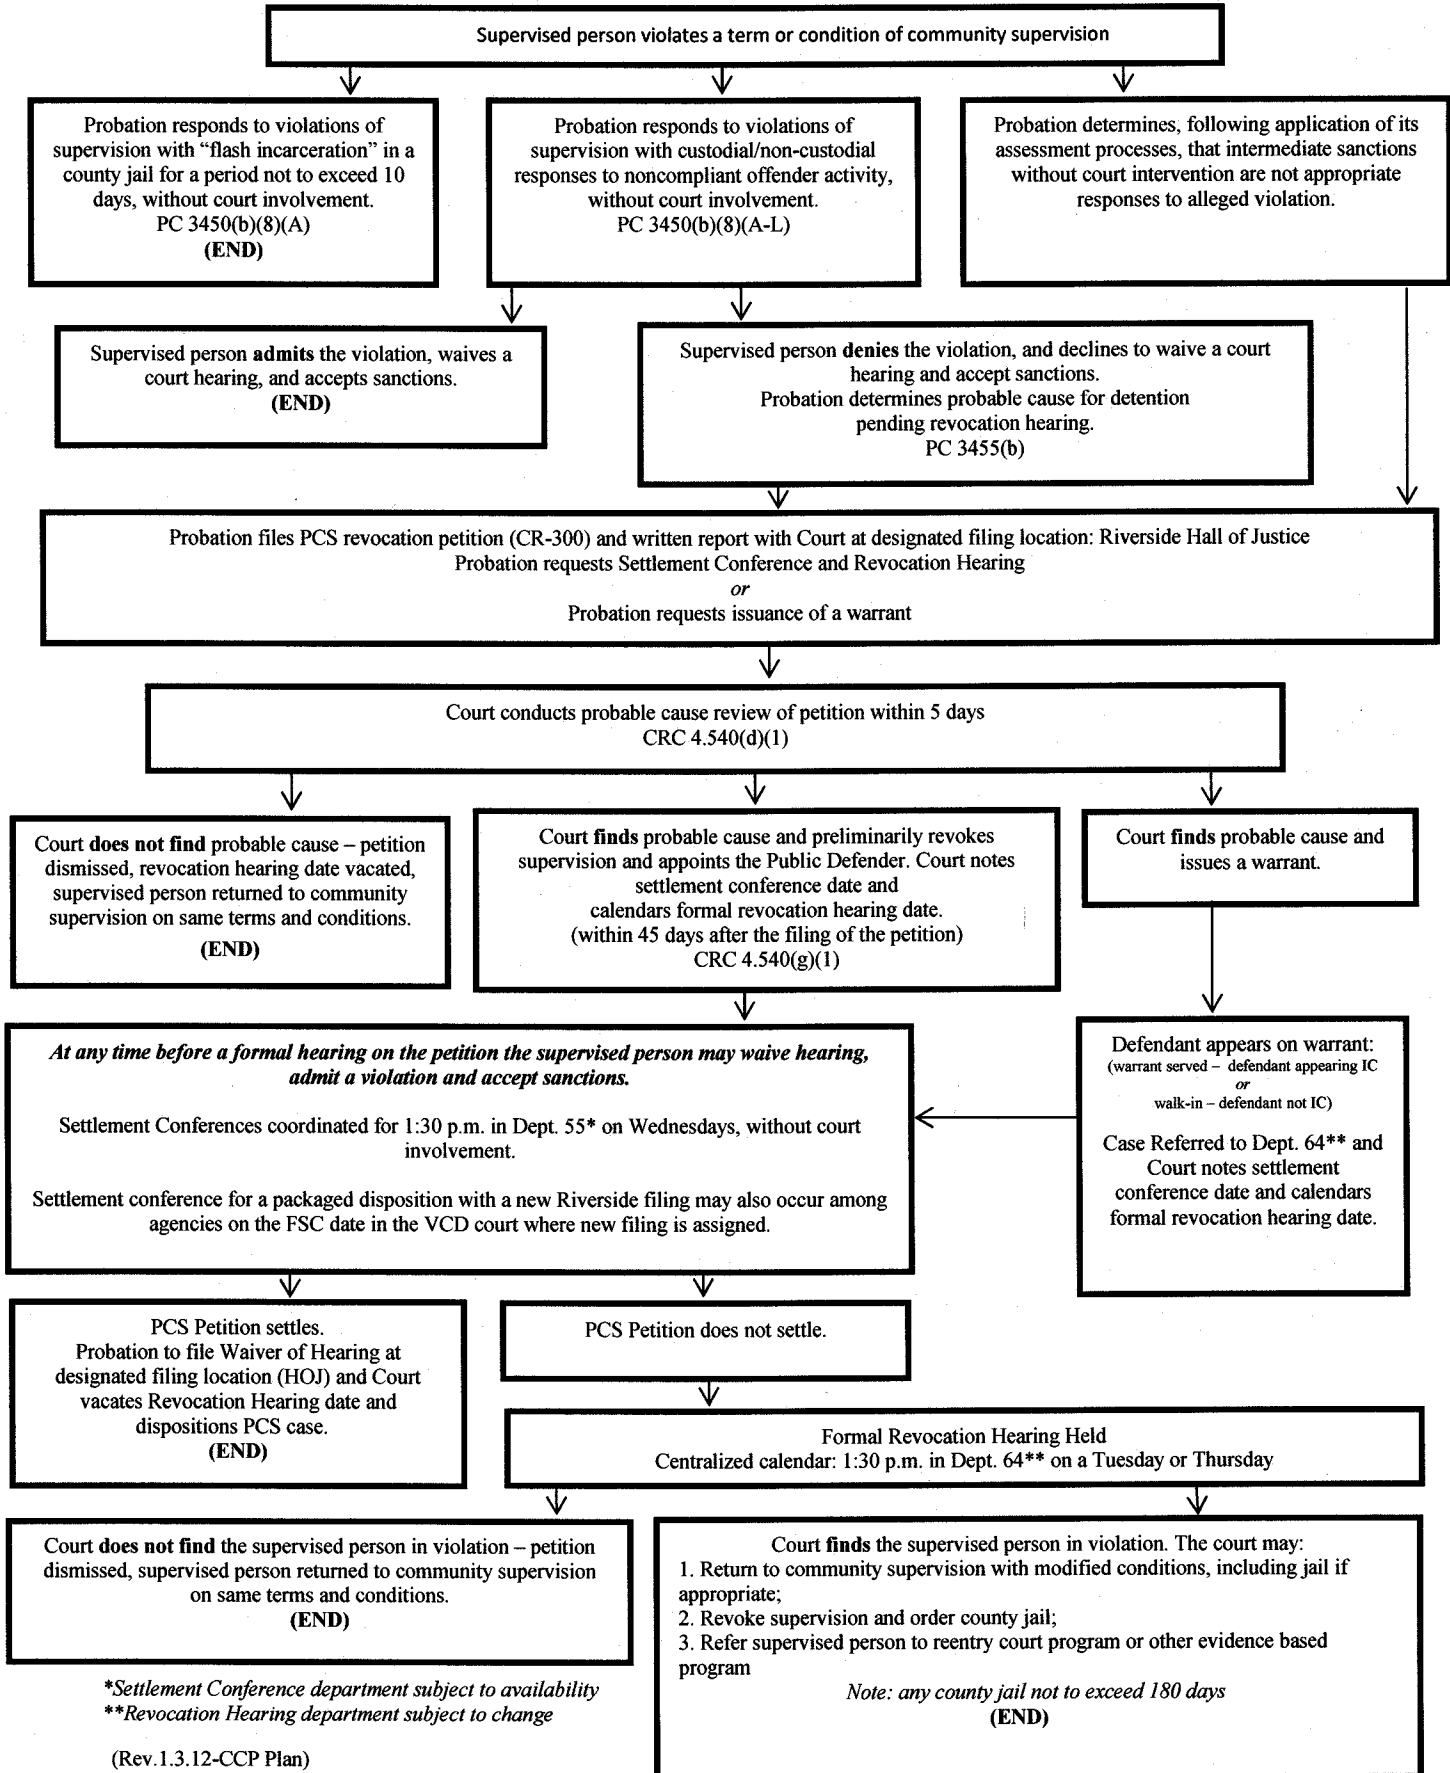 Supervised person violates a term or condition of community supervision
Probation responds to violations of
supervision with “flash incarceration” in a
county jail for a period not to exceed 10
days, without court involvement.
PC 3450(b)(8)(A)
(END)
Probation responds to violations of
supervision with custodial/non-custodial
responses to noncompliant offender activity,
without court involvement.
PC 3450(b)(8)(A-L)
Probation determines, following application of its
assessment processes, that intermediate sanctions
without court intervention are not appropriate
responses to alleged violation.
Supervised person admits the violation, waives a
court hearing, and accepts sanctions.
(END)
Supervised person denies the violation, and declines to waive a court
hearing and accept sanctions.
Probation determines probable cause for detention
pending revocation hearing.
PC 3455(b)
Probation files PCS revocation petition (CR-300) and written report with Court at designated filing location: Riverside Hall of Justice
Probation requests Settlement Conference and Revocation Hearing
or
Probation requests issuance of a warrant
Court conducts probable cause review of petition within 5 days
CRC 4.540(d)(1)
Court does not find probable cause – petition
dismissed, revocation hearing date vacated,
supervised person returned to community
supervision on same terms and conditions.
(END)
Court finds probable cause and preliminarily revokes
supervision and appoints the Public Defender. Court notes
settlement conference date and
calendars formal revocation hearing date.
(within 45 days after the filing of the petition)
CRC 4.540(g)(1)
Court finds probable cause and
issues a warrant.
At any time before a formal hearing on the petition the supervised person may waive hearing,
admit a violation and accept sanctions.
Settlement Conferences coordinated for 1:30 p.m. in Dept. 55* on Wednesdays, without court
involvement.
Settlement conference for a packaged disposition with a new Riverside filing may also occur among
agencies on the FSC date in the VCD court where new filing is assigned.
Defendant appears on warrant:
(warrant served – defendant appearing IC
or
walk-in – defendant not IC)
Case Referred to Dept. 64** and
Court notes settlement
conference date and calendars
formal revocation hearing date.
PCS Petition settles.
Probation to file Waiver of Hearing at
designated filing location (HOJ) and Court
vacates Revocation Hearing date and
dispositions PCS case.
(END)
PCS Petition does not settle.
Formal Revocation Hearing Held
Centralized calendar: 1:30 p.m. in Dept. 64** on a Tuesday or Thursday
Court does not find the supervised person in violation – petition
dismissed, supervised person returned to community supervision
on same terms and conditions.
(END)
Court finds the supervised person in violation. The court may:
1. Return to community supervision with modified conditions, including jail if
appropriate;
2. Revoke supervision and order county jail;
3. Refer supervised person to reentry court program or other evidence based
program
Note: any county jail not to exceed 180 days
(END)
*Settlement Conference department subject to availability
**Revocation Hearing department subject to change
(Rev.1.3.12-CCP Plan)